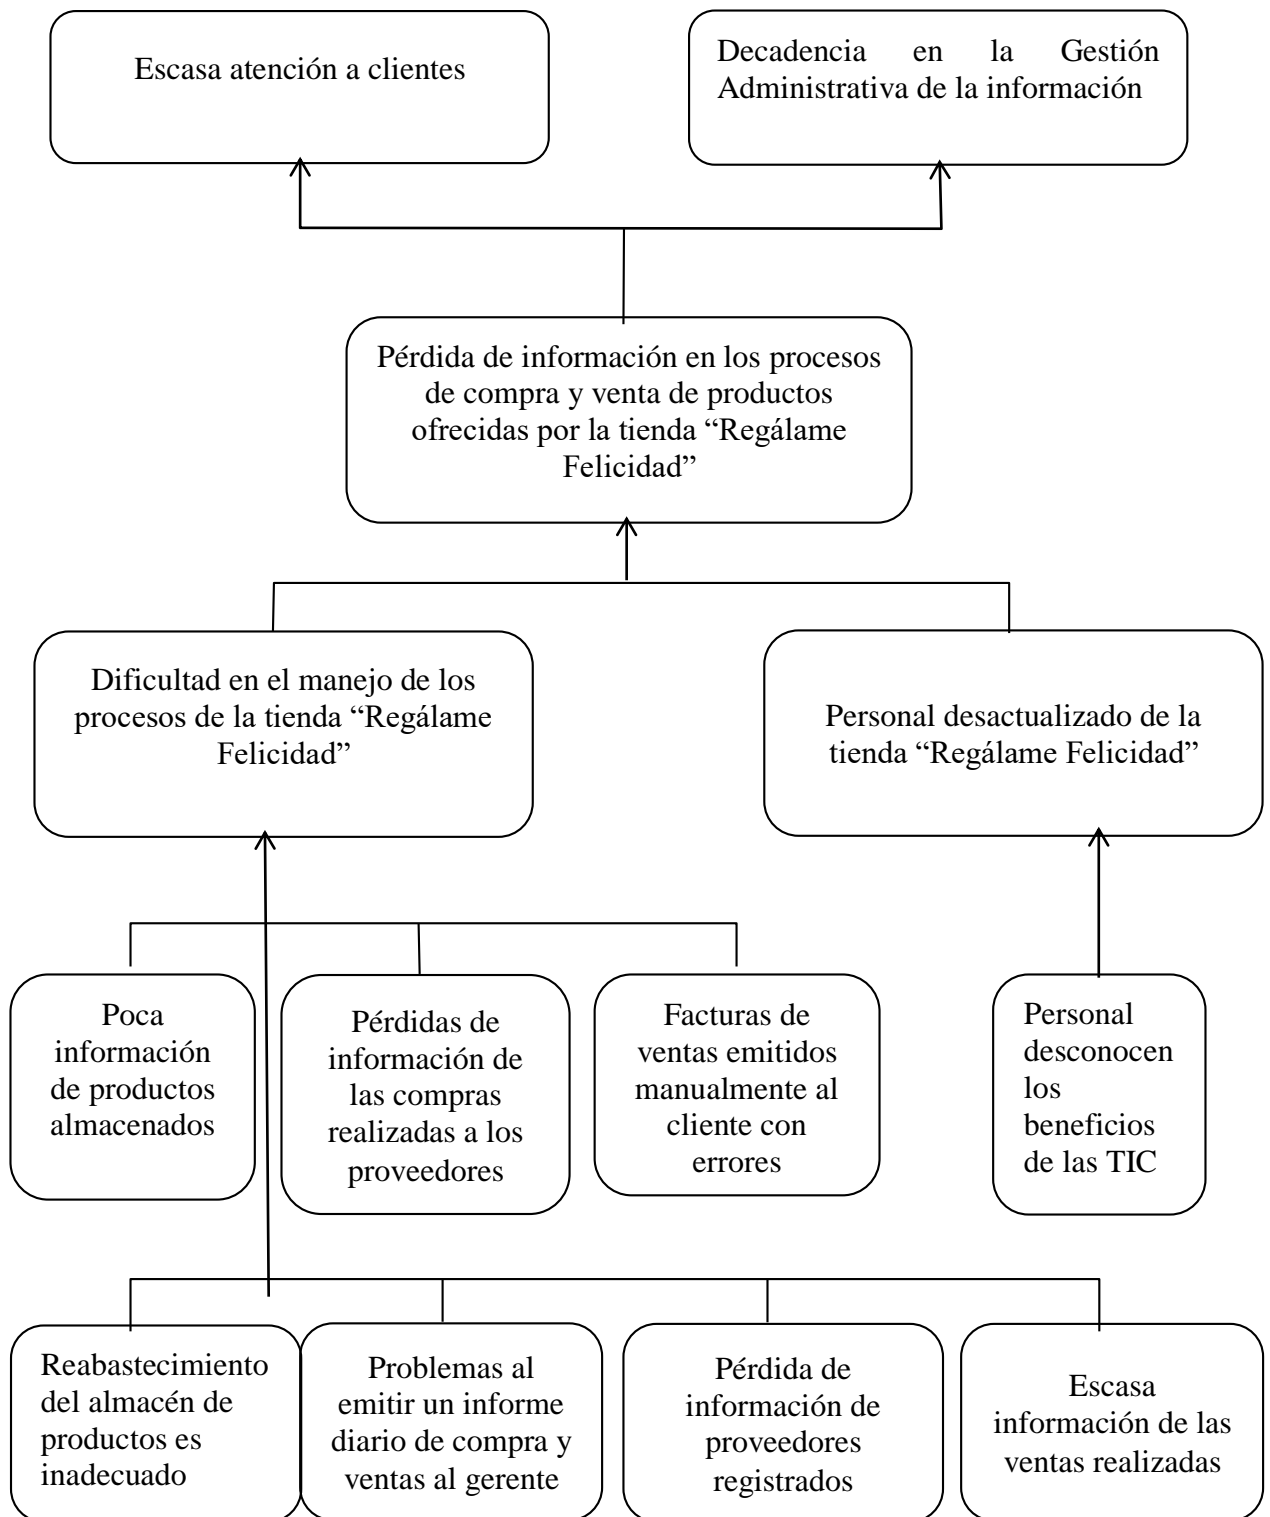 Escasa atención a clientes
Decadencia en la Gestión
Administrativa de la información
Pérdida de información en los procesos
de compra y venta de productos
ofrecidas por la tienda “Regálame
Felicidad”
Dificultad en el manejo de los
procesos de la tienda “Regálame
Felicidad”
Personal desactualizado de la
tienda “Regálame Felicidad”
Poca
información
de productos
almacenados
Pérdidas de
información de
las compras
realizadas a los
proveedores
Facturas de
ventas emitidos
manualmente al
cliente con
errores
Personal
desconocen
los
beneficios
de las TIC
Reabastecimiento
del almacén de
productos es
inadecuado
Problemas al
emitir un informe
diario de compra y
ventas al gerente
Pérdida de
información de
proveedores
registrados
Escasa
información de las
ventas realizadas